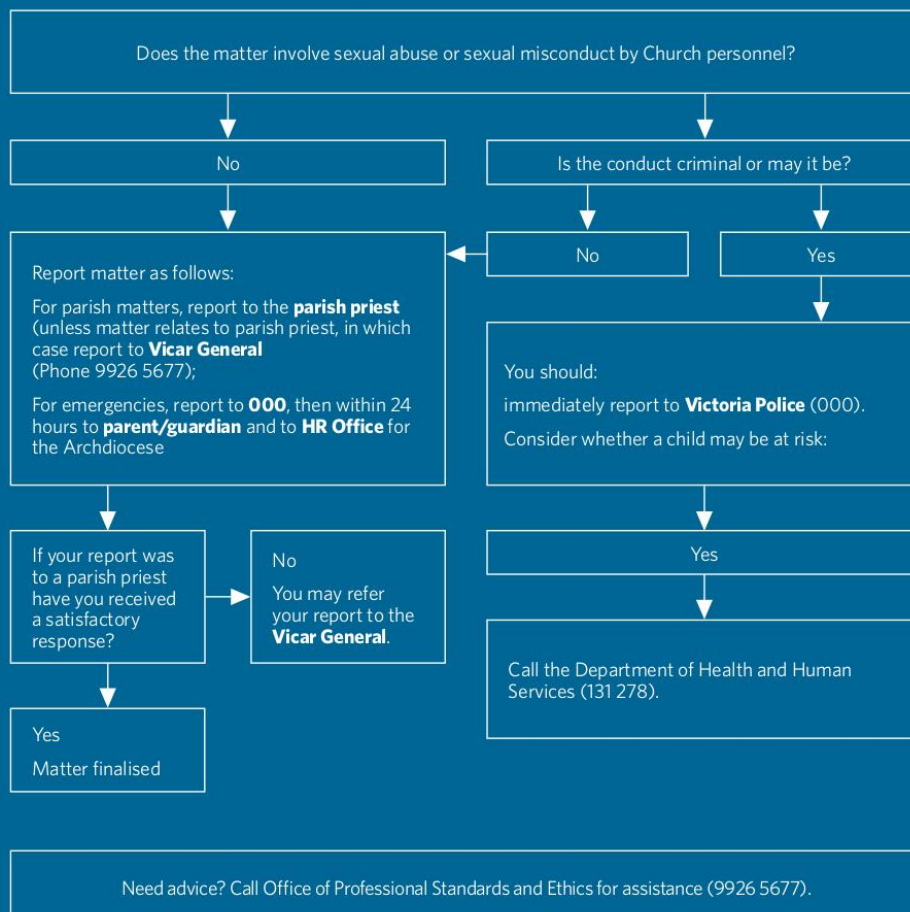 Does the matter involve sexual abuse or sexual misconduct by Church personnel?
No
Is the conduct criminal or may it be?
No
Yes
Report matter as follows:
For parish matters, report to the parish priest
(unless matter relates to parish priest, in which
case report to Vicar General
(Phone 9926 5677);
For emergencies, report to 000, then within 24
hours to parent/guardian and to HR Office for
the Archdiocese
You should:
immediately report to Victoria Police (000).
Consider whether a child may be at risk:
If your report was
to a parish priest
have you received
a satisfactory
response?
No
You may refer
your report to the
Vicar General.
Yes
Call the Department of Health and Human
Services (131 278).
Yes
Matter finalised
Need advice? Call Office of Professional Standards and Ethics for assistance (9926 5677).